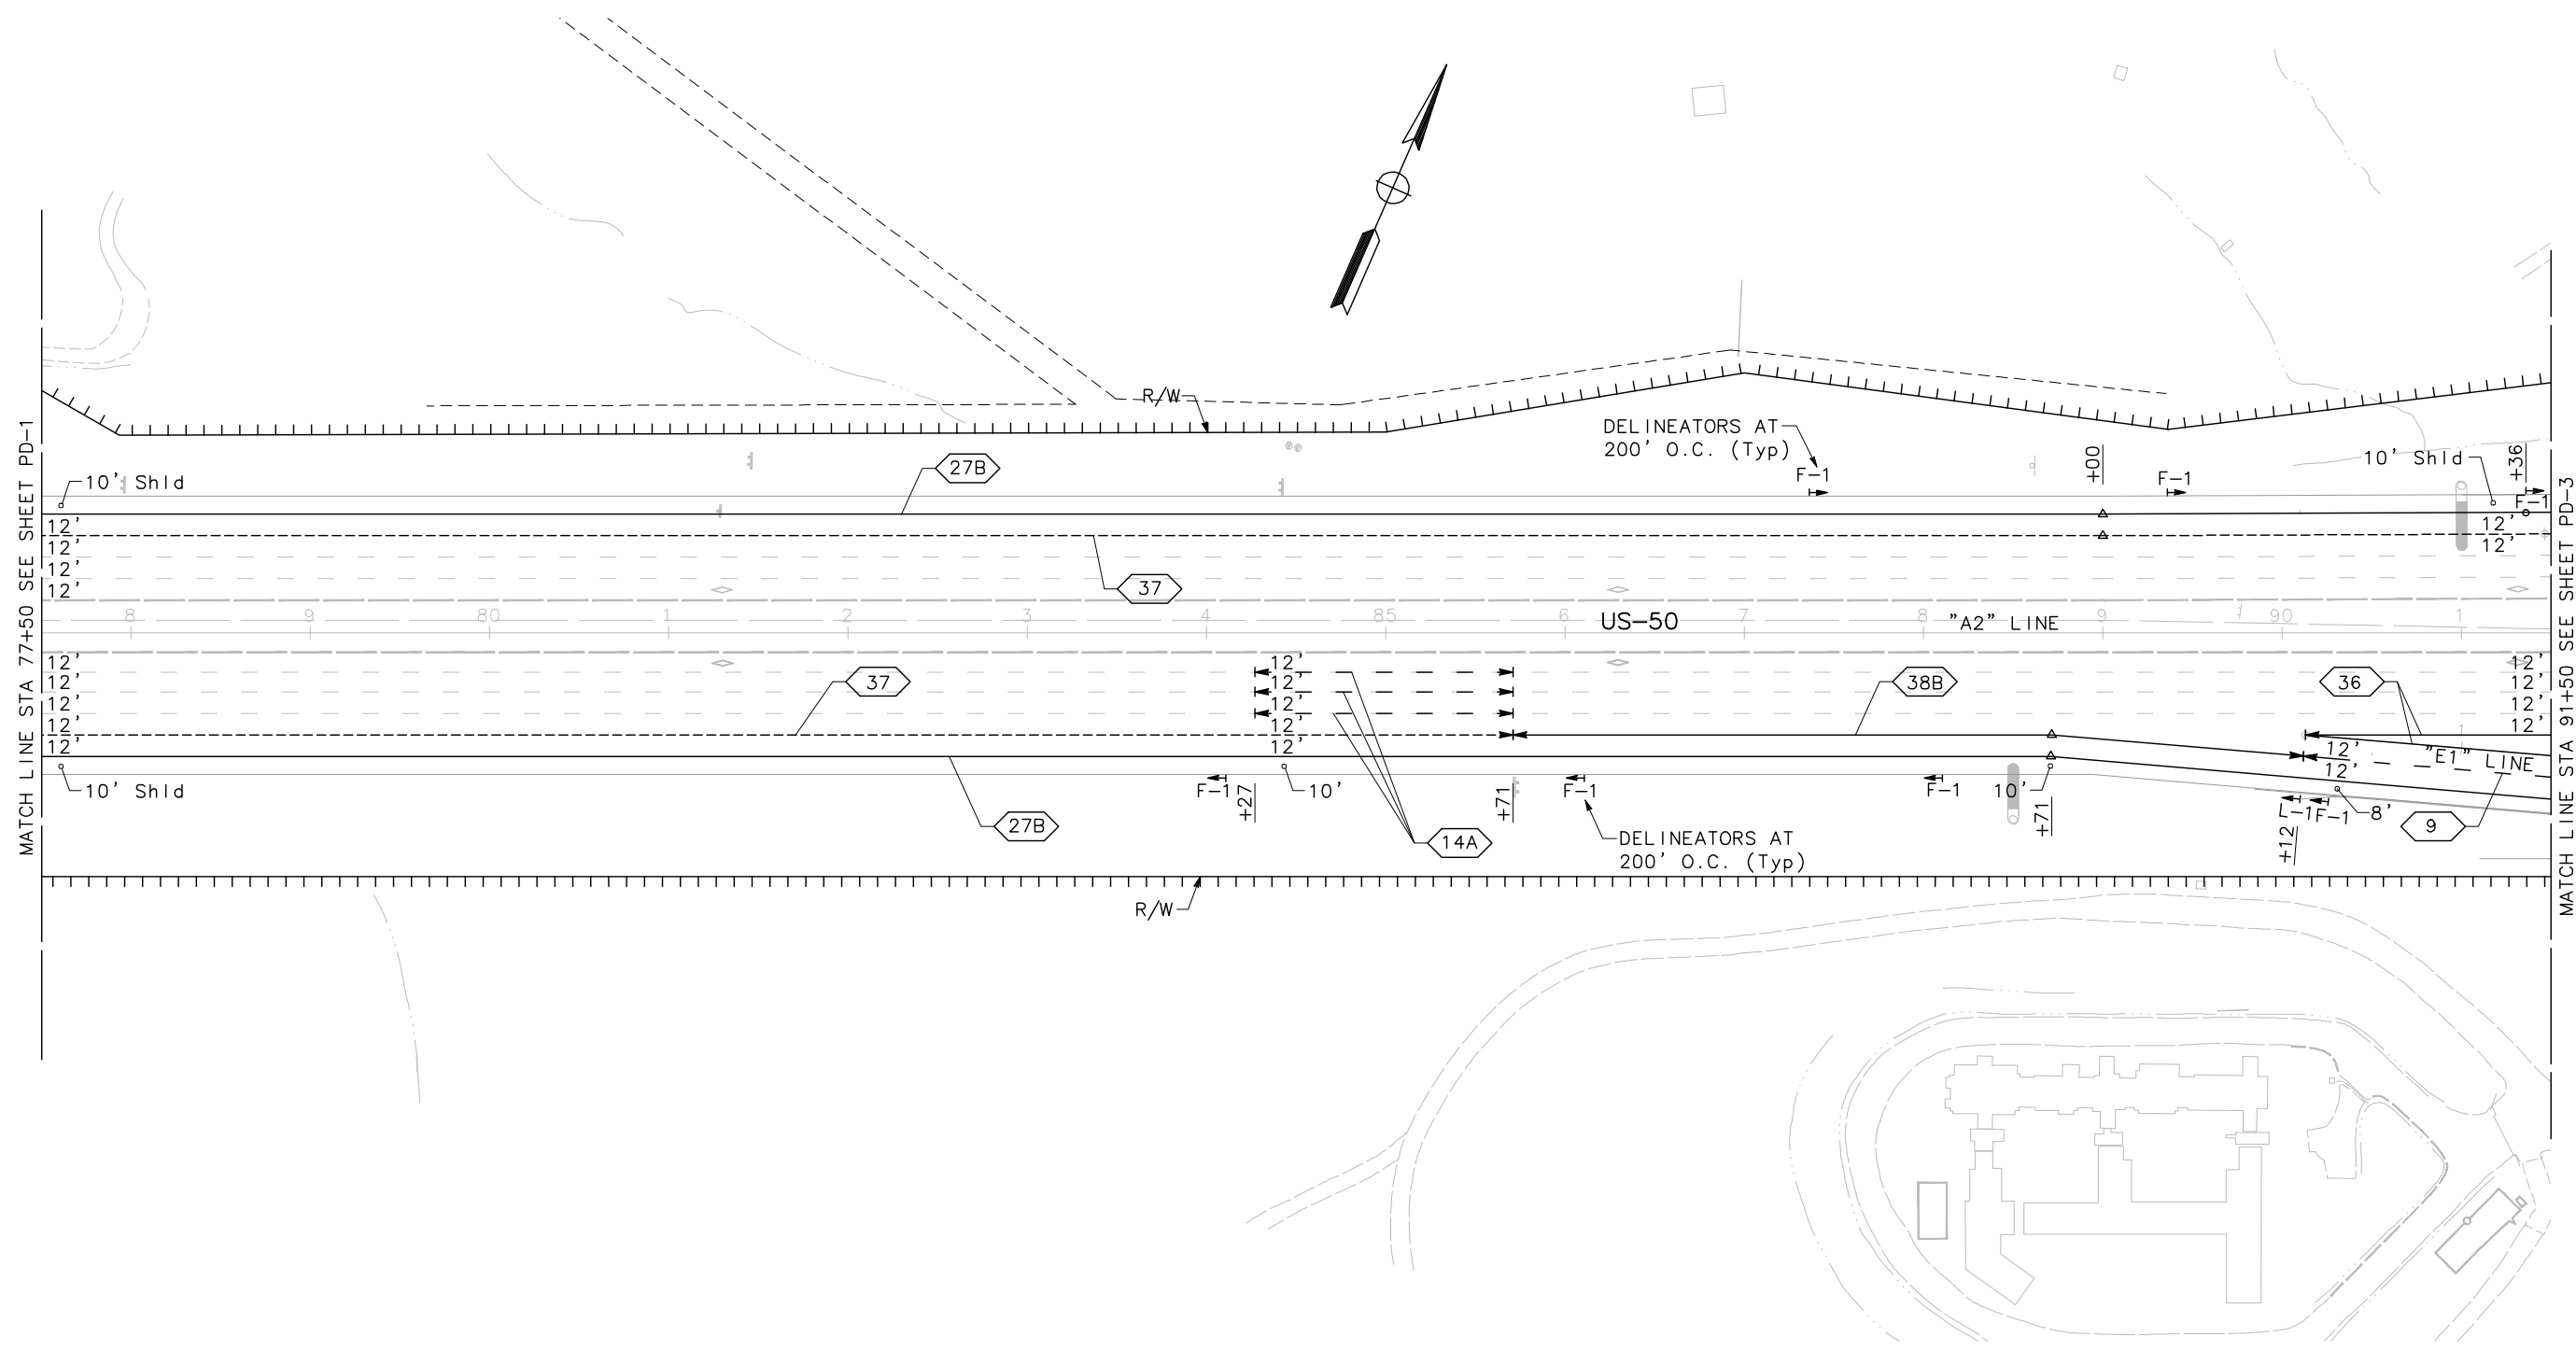 R/W
DELINEATORS AT
200' O.C. (Typ)
MATCH LINE STA 77+50 SEE SHEET PD-1
10' Shld
27B
F-1
+00
F-1
10' Shld
+36
F-1
MATCH LINE STA 91+50 SEE SHEET PD-3
12'
12'
12'
12'
12'
12'
37
8
9
80
1
2
3
4
85
6
US-50
7
8
"A2" LINE
9
90
1
12'
12'
12'
12'
12'
37
12'
12'
12'
12'
12'
38B
36
12'
12'
12'
12'
12'
12'
"E1" LINE
10' Shld
27B
F-1
+27
10'
+71
F-1
14A
DELINEATORS AT
200' O.C. (Typ)
F-1
10'
+71
L-1
F-1
+12
8'
9
R/W